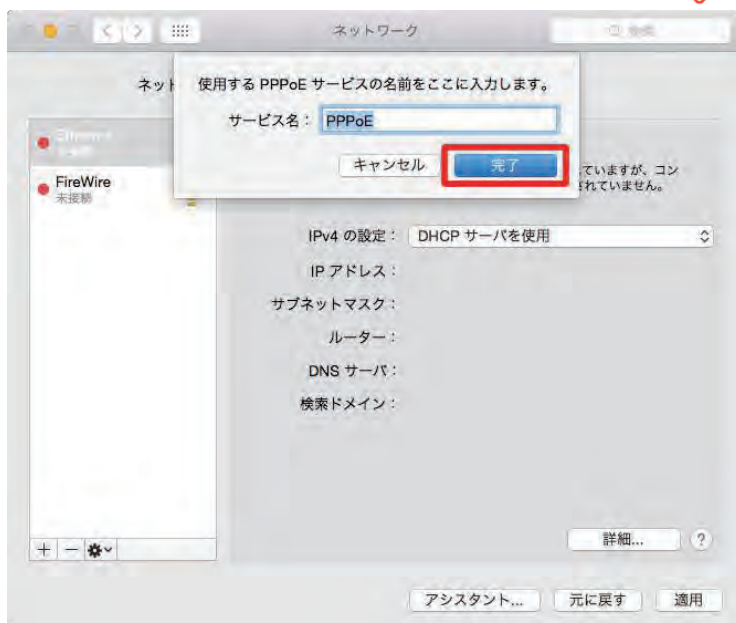 ネットワーク
ネット
使用する PPPoE サービスの名前をここに入力します。
サービス名： PPPoE
キャンセル 完了
ていますが、コン
されていません。
FireWire
未接続
IPv4 の設定： DHCP サーバを使用
IP アドレス：
サブネットマスク：
ルーター：
DNS サーバ：
検索ドメイン：
詳細... ?
アシスタント... 元に戻す 適用